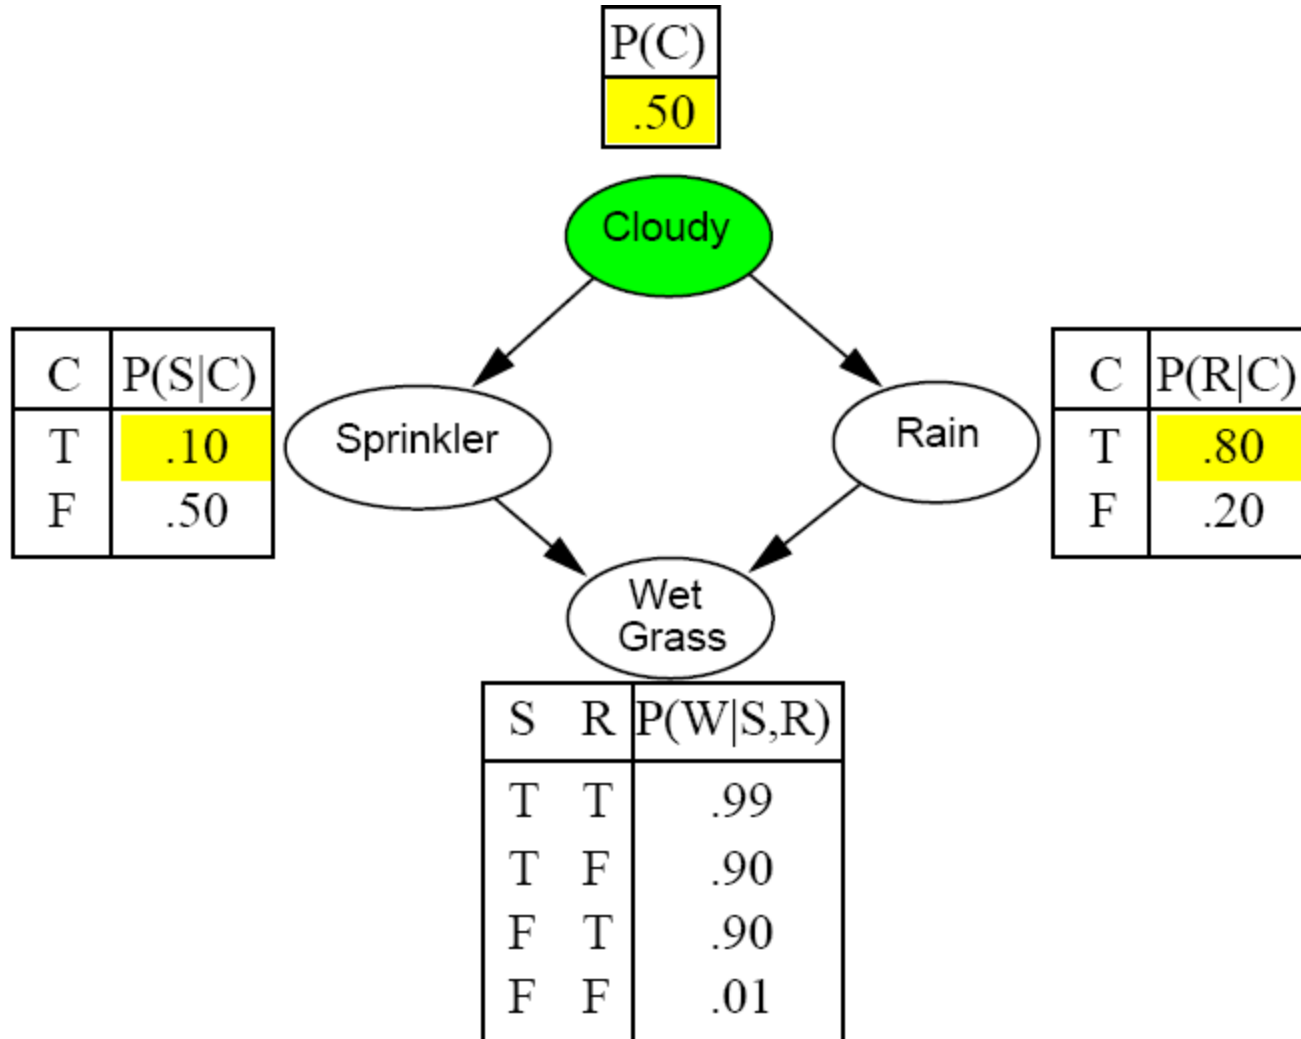 P(C)
.50
Cloudy
C P(S|C)
T .10
F .50
Sprinkler
Rain
C P(R|C)
T .80
F .20
Wet
Grass
S R P(W|S,R)
T T .99
T F .90
F T .90
F F .01